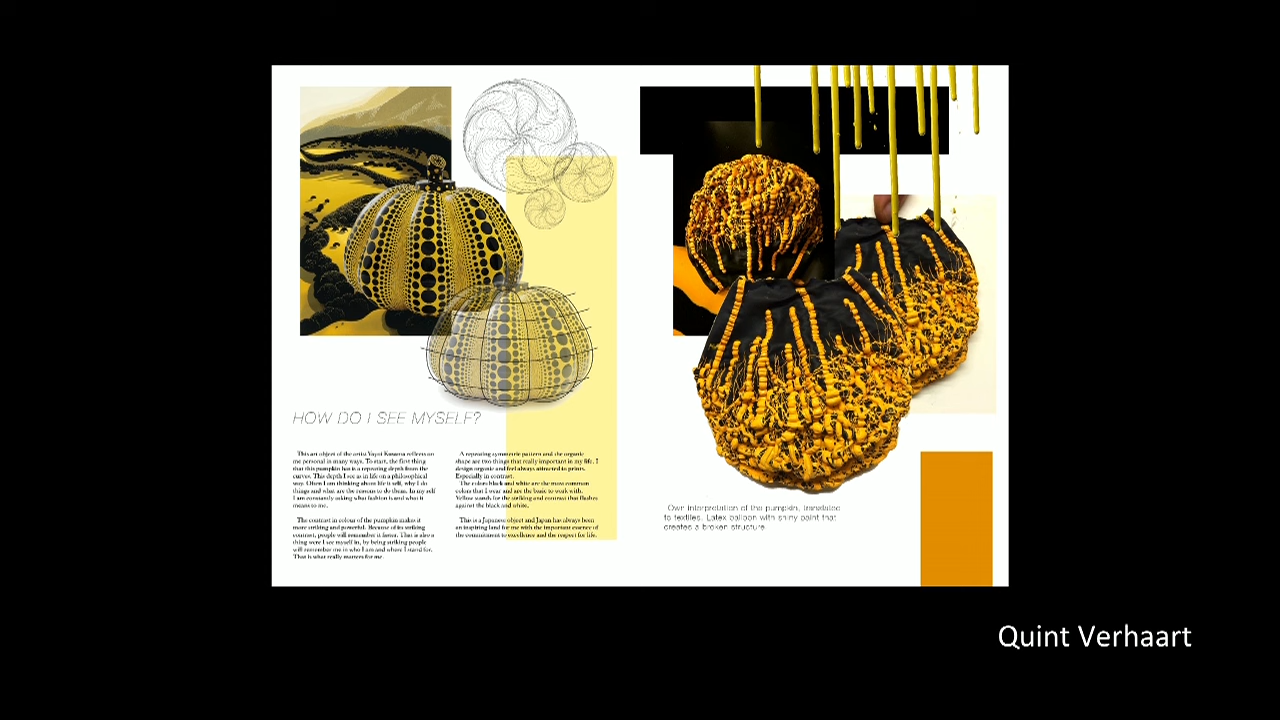 HOW DO I SEE MYSELF?
This art object of the artist Yayoi Kusama reflects on
me personal in many ways. To start, the first thing
that this pumpkin has is a repeating depth from the
curves. This depth I see as in life on a philosophical
way. Often I am thinking about life it self, why I do
things and what are the reasons to do them. In my self
I am constantly asking what fashion is and what it
means to me.
The contrast in colour of the pumpkin makes it
more striking and powerful. Because of its striking
contrast, people will remember it faster. That is also a
thing were I see myself in, by being striking people
will remember me in who I am and where I stand for.
That is what really matters for me.
A repeating symmetric pattern and the organic
shape are two things that really important in my life. I
design organic and feel always attracted to prints.
Especially in contrast.
The colors black and white are the most common
colors that I wear and are the basic to work with.
Yellow stands for the striking and contrast that flashes
against the black and white.
This is a Japanese object and Japan has always been
an inspiring land for me with the important essence of
the commitment to excellence and the respect for life.
Own interpretation of the pumpkin, translated
to textiles. Latex balloon with shiny paint that
creates a broken structure.
Quint Verhaart